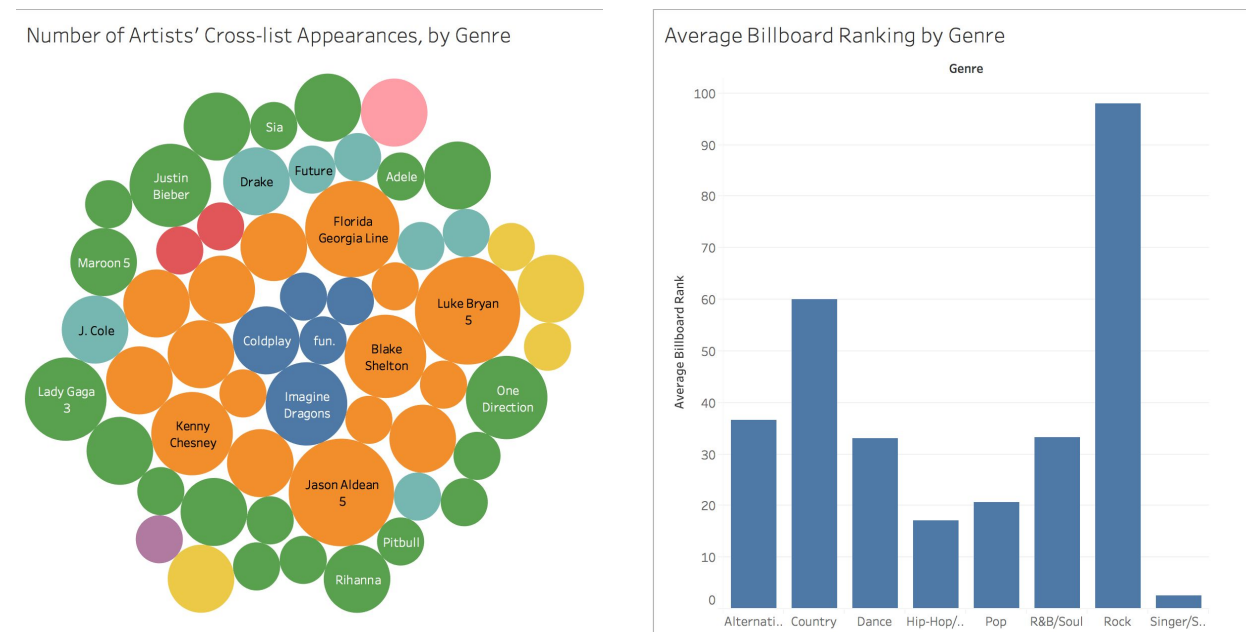 Number of Artists' Cross-list Appearances, by Genre
Sia
Justin
Bieber
Drake
Future
Adele
Florida
Georgia Line
Maroon 5
J. Cole
Luke Bryan
5
Coldplay
fun.
Blake
Shelton
Lady Gaga
3
Imagine
Dragons
One
Direction
Kenny
Chesney
Jason Aldean
5
Pitbull
Rihanna
Average Billboard Ranking by Genre
Genre
Average Billboard Rank
100
90
80
70
60
50
40
30
20
10
0
Alternati..
Country
Dance
Hip-Hop/..
Pop
R&B/Soul
Rock
Singer/S..